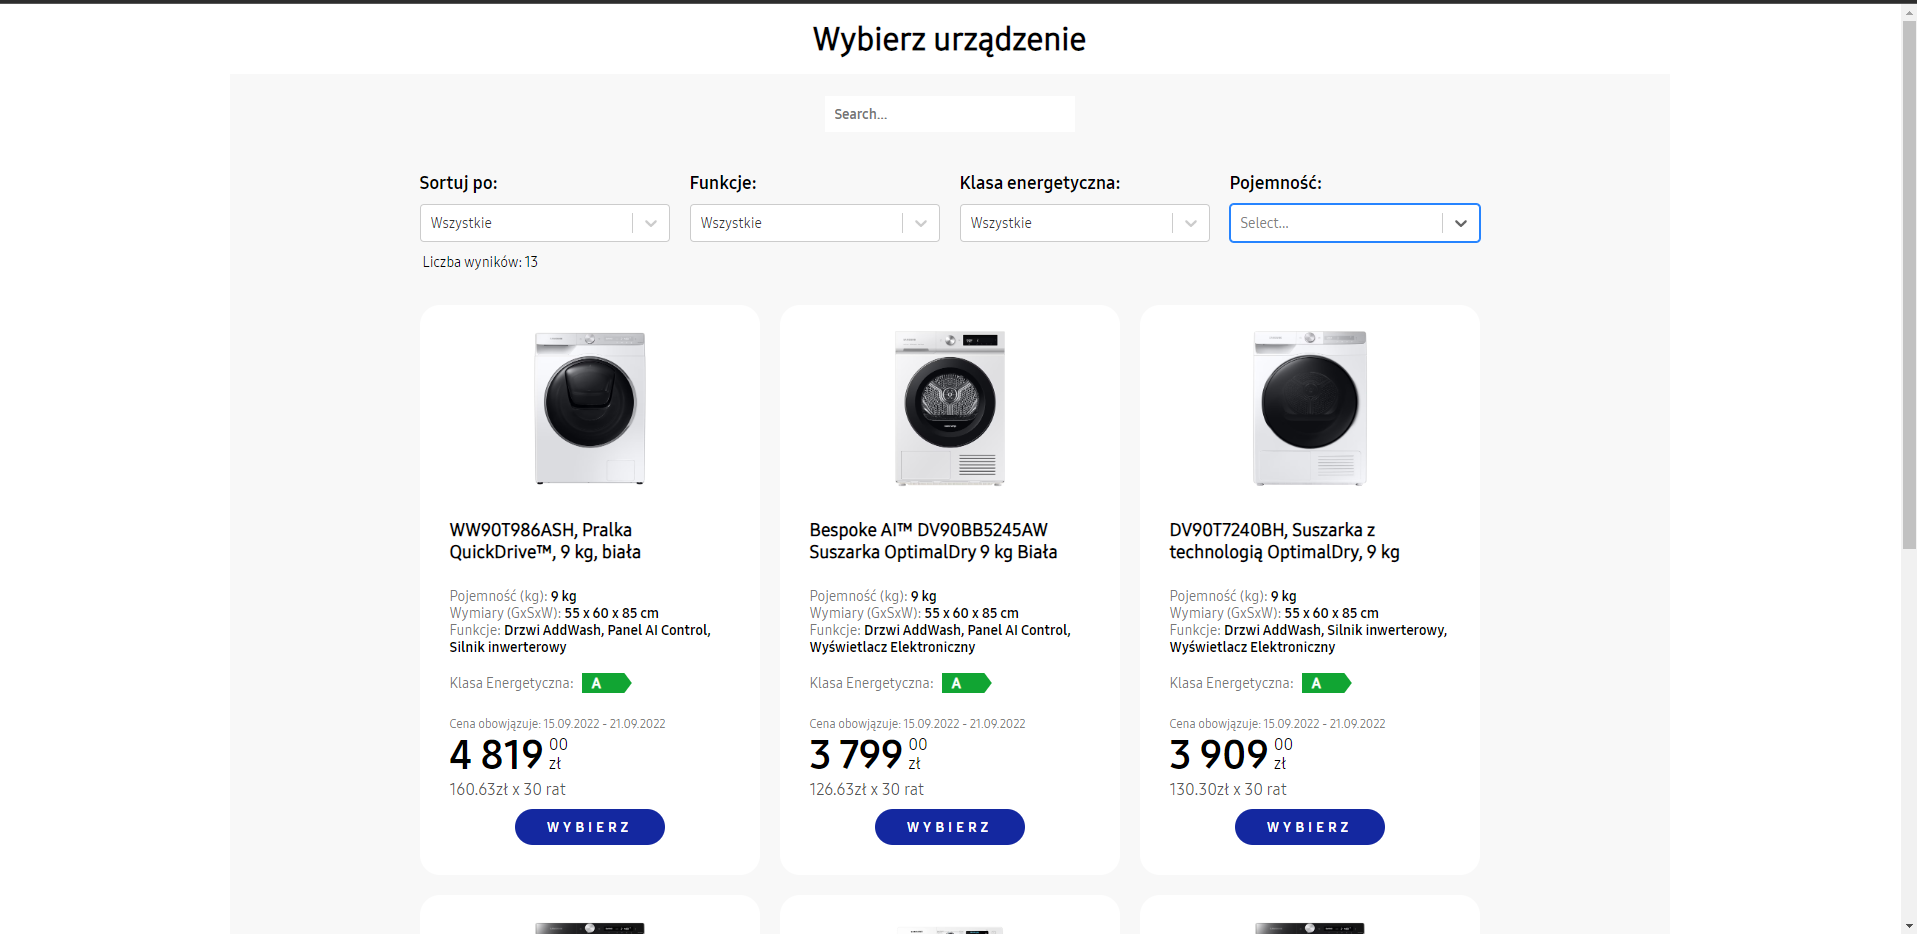 Wybierz urządzenie
Search...
Sortuj po:
Funkcje:
Klasa energetyczna:
Pojemność:
Wszystkie
Wszystkie
Wszystkie
Select...
Liczba wyników: 13
WW90T986ASH, Pralka
QuickDrive™, 9 kg, biała
Pojemność (kg): 9 kg
Wymiary (GxSxW): 55 x 60 x 85 cm
Funkcje: Drzwi AddWash, Panel AI Control,
Silnik inwerterowy
Klasa Energetyczna: A
Cena obowjązuje: 15.09.2022 - 21.09.2022
4 819 00 zł
160.63zł x 30 rat
WYBIERZ
Bespoke AI™ DV90BB5245AW
Suszarka OptimalDry 9 kg Biała
Pojemność (kg): 9 kg
Wymiary (GxSxW): 55 x 60 x 85 cm
Funkcje: Drzwi AddWash, Panel AI Control,
Wyświetlacz Elektroniczny
Klasa Energetyczna: A
Cena obowjązuje: 15.09.2022 - 21.09.2022
3 799 00 zł
126.63zł x 30 rat
WYBIERZ
DV90T7240BH, Suszarka z
technologią OptimalDry, 9 kg
Pojemność (kg): 9 kg
Wymiary (GxSxW): 55 x 60 x 85 cm
Funkcje: Drzwi AddWash, Silnik inwerterowy,
Wyświetlacz Elektroniczny
Klasa Energetyczna: A
Cena obowjązuje: 15.09.2022 - 21.09.2022
3 909 00 zł
130.30zł x 30 rat
WYBIERZ